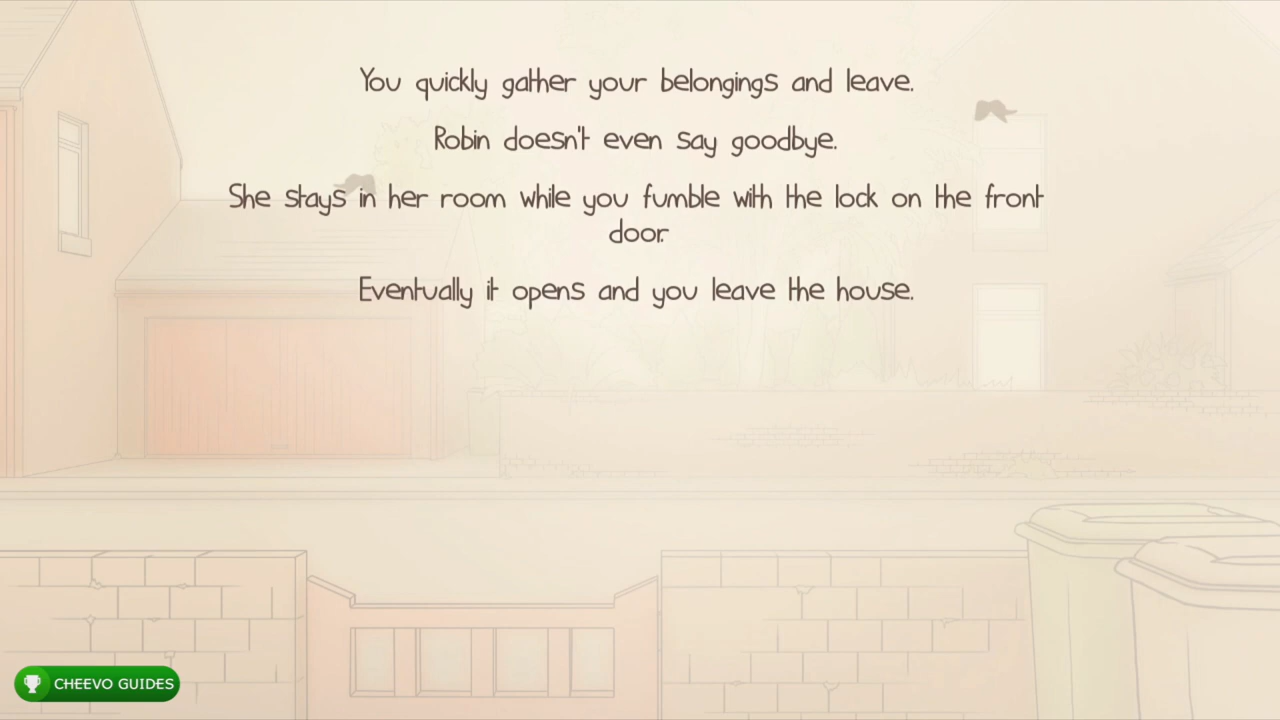 You quickly gather your belongings and leave.
Robin doesn't even say goodbye.
She stays in her room while you fumble with the lock on the front
door.
Eventually it opens and you leave the house.
CHEEVO GUIDES